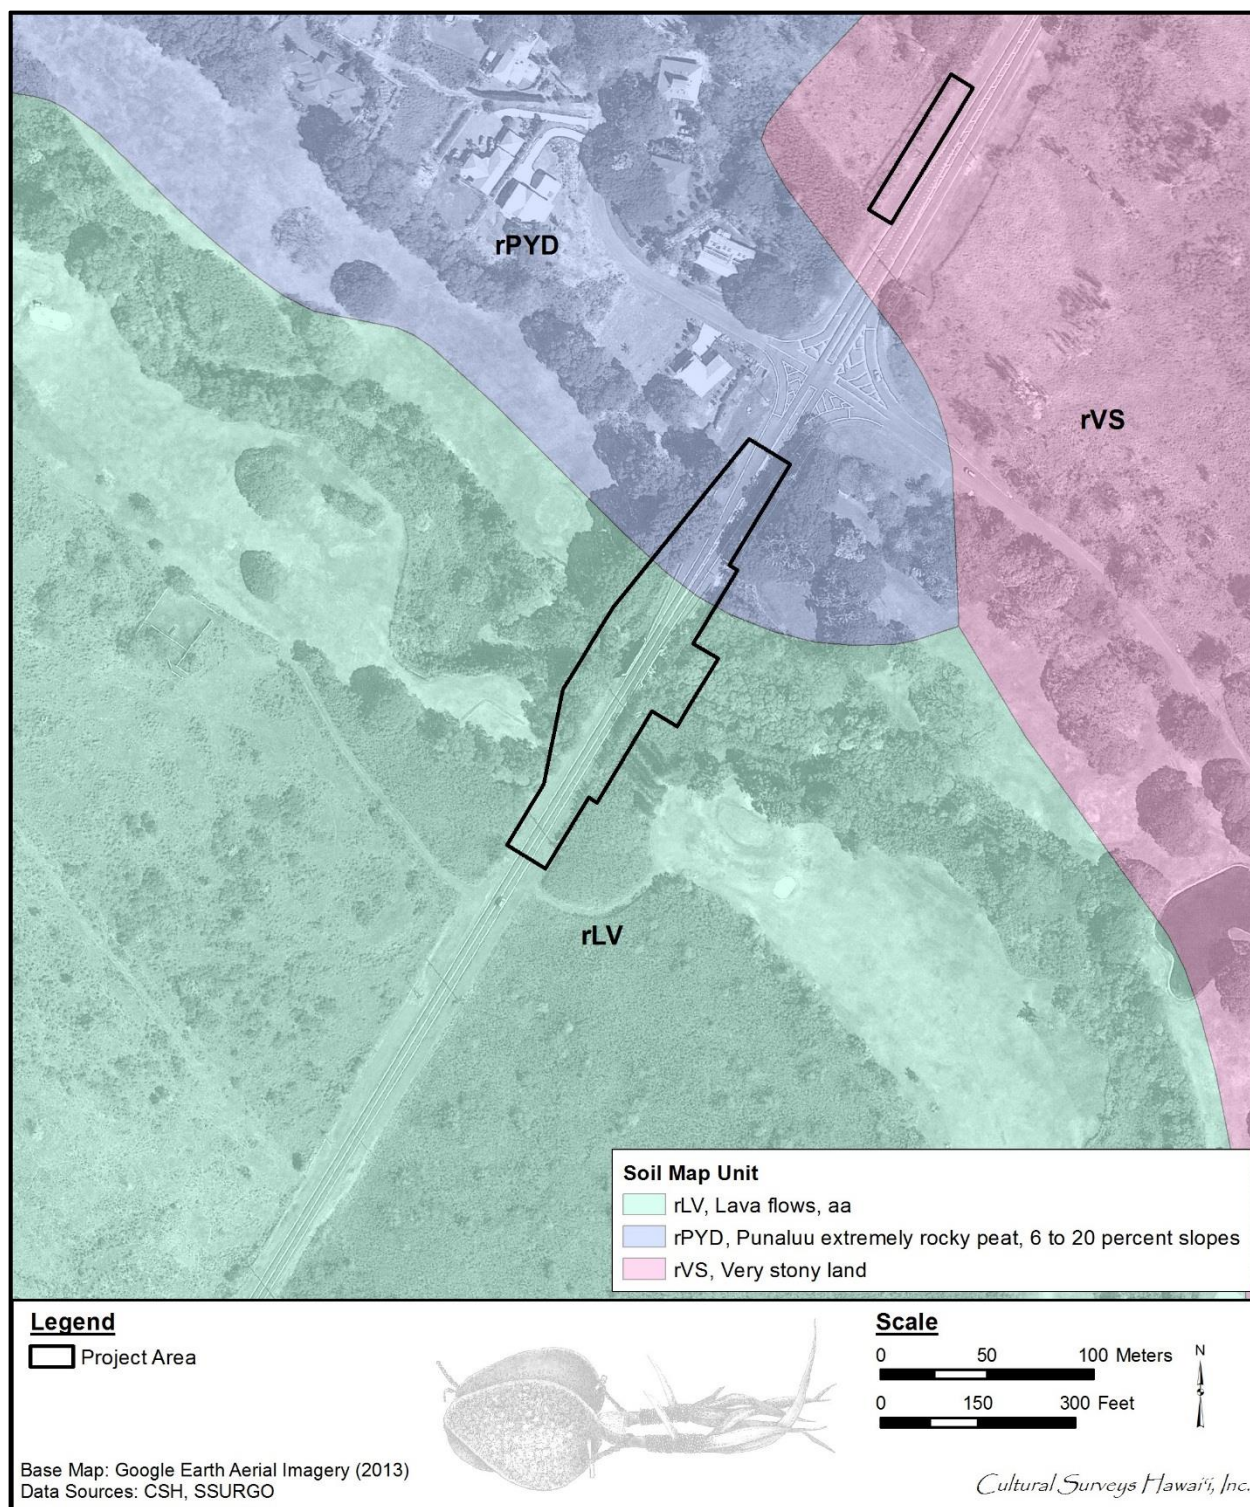 rPYD
rVS
rLV
Soil Map Unit
rLV, Lava flows, aa
rPYD, Punaluu extremely rocky peat, 6 to 20 percent slopes
rVS, Very stony land
Legend
Project Area
Base Map: Google Earth Aerial Imagery (2013)
Data Sources: CSH, SSURGO
Scale
0 50 100 Meters
0 150 300 Feet
N
Cultural Surveys Hawai‘i, Inc.